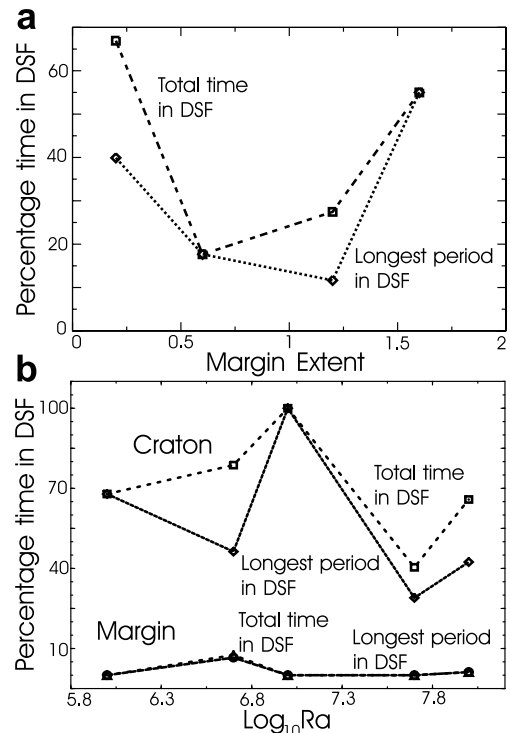 a
Percentage time in DSF
60
40
20
0
Total time
in DSF
Longest period
in DSF
0
0.5
1
1.5
2
Margin Extent
b
Percentage time in DSF
100
70
40
10
Craton
Total time
in DSF
Longest period
in DSF
Margin
Total time
in DSF
Longest period
in DSF
5.8
6.3
6.8
7.3
7.8
Log10Ra